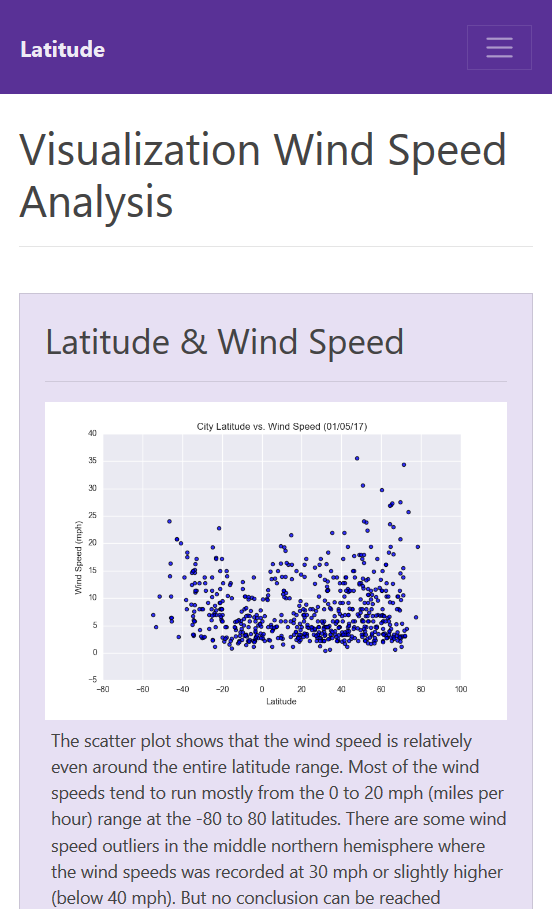 Latitude
Visualization Wind Speed
Analysis
Latitude & Wind Speed
City Latitude vs. Wind Speed (01/05/17)
40
35
30
25
20
15
10
5
0
−5
Wind Speed (mph)
−80 −60 −40 −20 0 20 40 60 80 100
Latitude
The scatter plot shows that the wind speed is relatively
even around the entire latitude range. Most of the wind
speeds tend to run mostly from the 0 to 20 mph (miles per
hour) range at the -80 to 80 latitudes. There are some wind
speed outliers in the middle northern hemisphere where
the wind speeds was recorded at 30 mph or slightly higher
(below 40 mph). But no conclusion can be reached